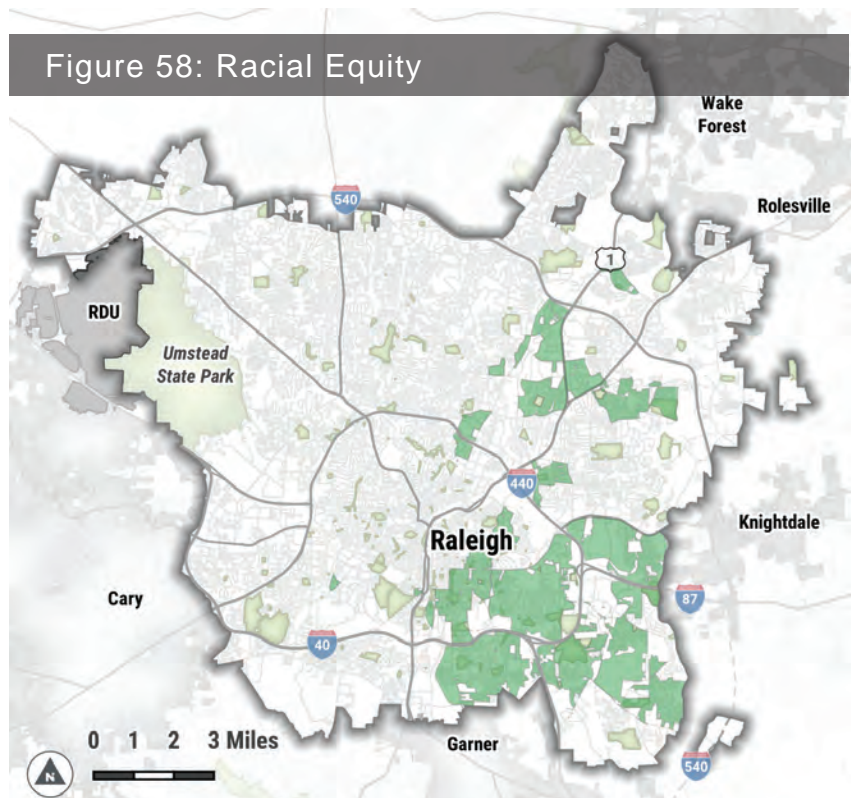 Figure 58: Racial Equity
Wake
Forest
540
Rolesville
1
RDU
Umstead
State Park
440
Raleigh
Knightdale
Cary
87
40
0 1 2 3 Miles
Garner
N
540